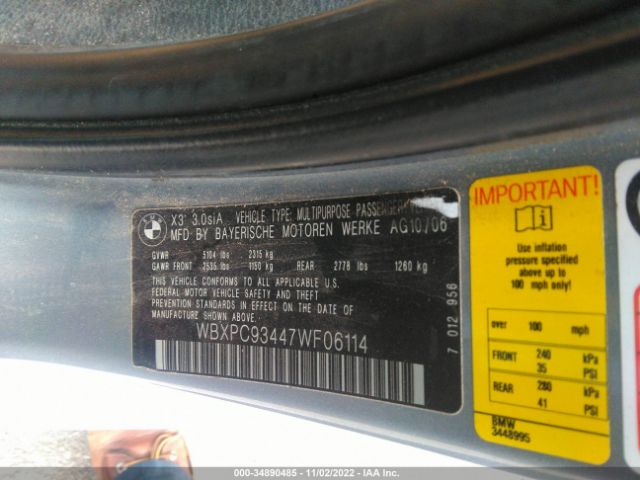 BMW
X3 3.0siA VEHICLE TYPE: MULTIPURPOSE PASSENGER
MFD BY BAYERISCHE MOTOREN WERKE AG 10/06
GVWR 5104 lbs 2315 kg
GAWR FRONT 2535 lbs 1150 kg REAR 2778 lbs 1260 kg
THIS VEHICLE CONFORMS TO ALL APPLICABLE U.S.
FEDERAL MOTOR VEHICLE SAFETY AND THEFT PREVENTION
STANDARDS IN EFFECT ON THE DATE OF
MANUFACTURE SHOWN ABOVE.
WBXPC93447WF06114
7 012 956
IMPORTANT!
i
Use inflation
pressure specified
above up to
100 mph only!
over 100 mph
FRONT 240 kPa
35 PSI
REAR 280 kPa
41 PSI
BMW
3448995
000-34890485 - 11/02/2022 - IAA Inc.